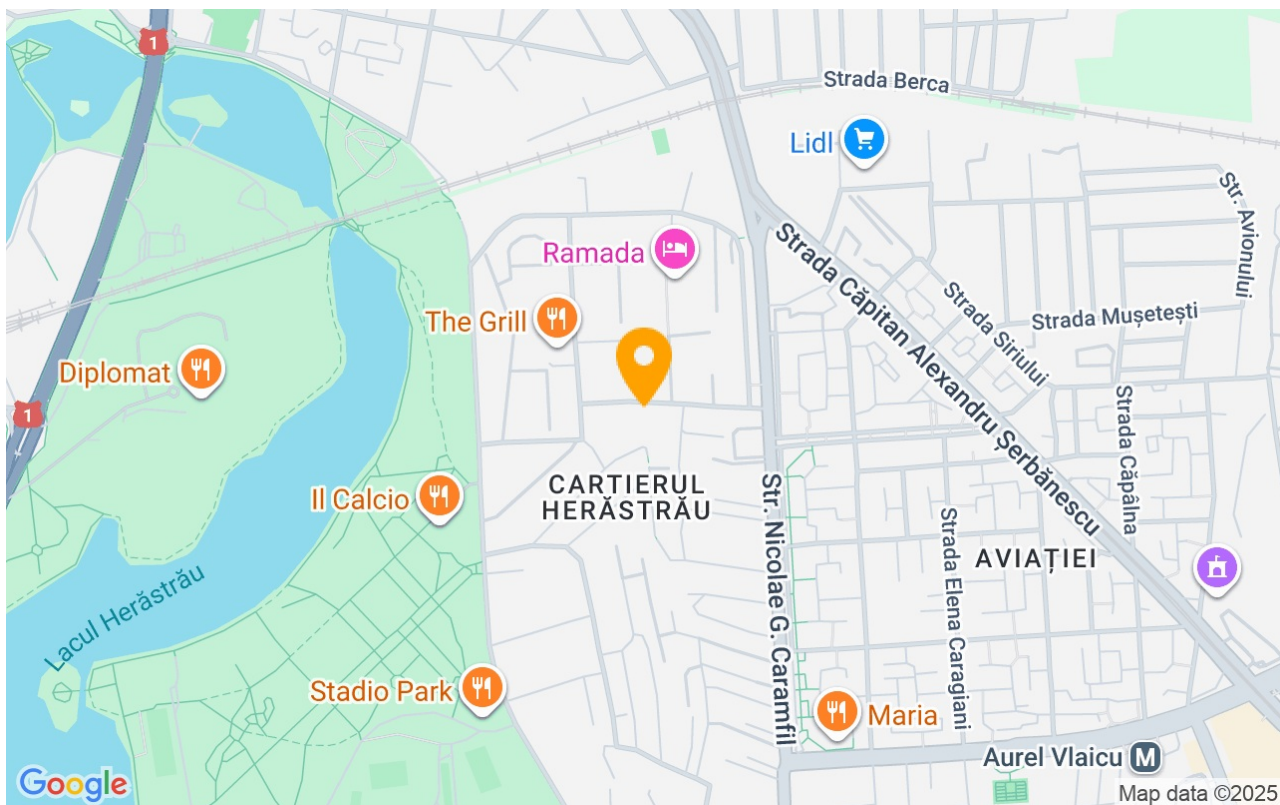 1
Strada Berca
Lidl
Str. Avionului
Ramada
Strada Căpitan Alexandru Șerbănescu
Strada Siriului
Strada Mușetești
The Grill
Diplomat
1
Strada Căpâlna
CARTIERUL
HERĂSTRĂU
Il Calcio
Str. Nicolae G. Caramfil
Strada Elena Caragiani
AVIAȚIEI
Lacul Herăstrău
Stadio Park
Maria
Aurel Vlaicu M
Google
Map data ©2025